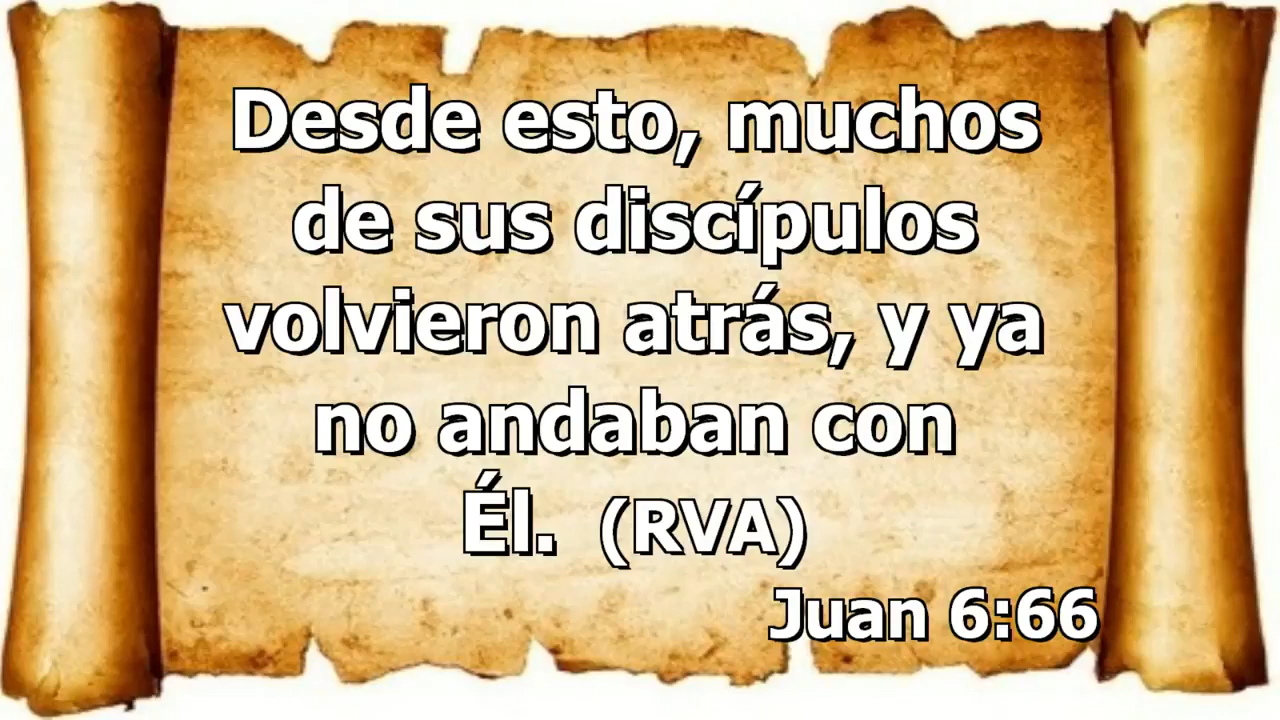 Desde esto, muchos
de sus discípulos
volvieron atrás, y ya
no andaban con
Él. (RVA)
Juan 6:66